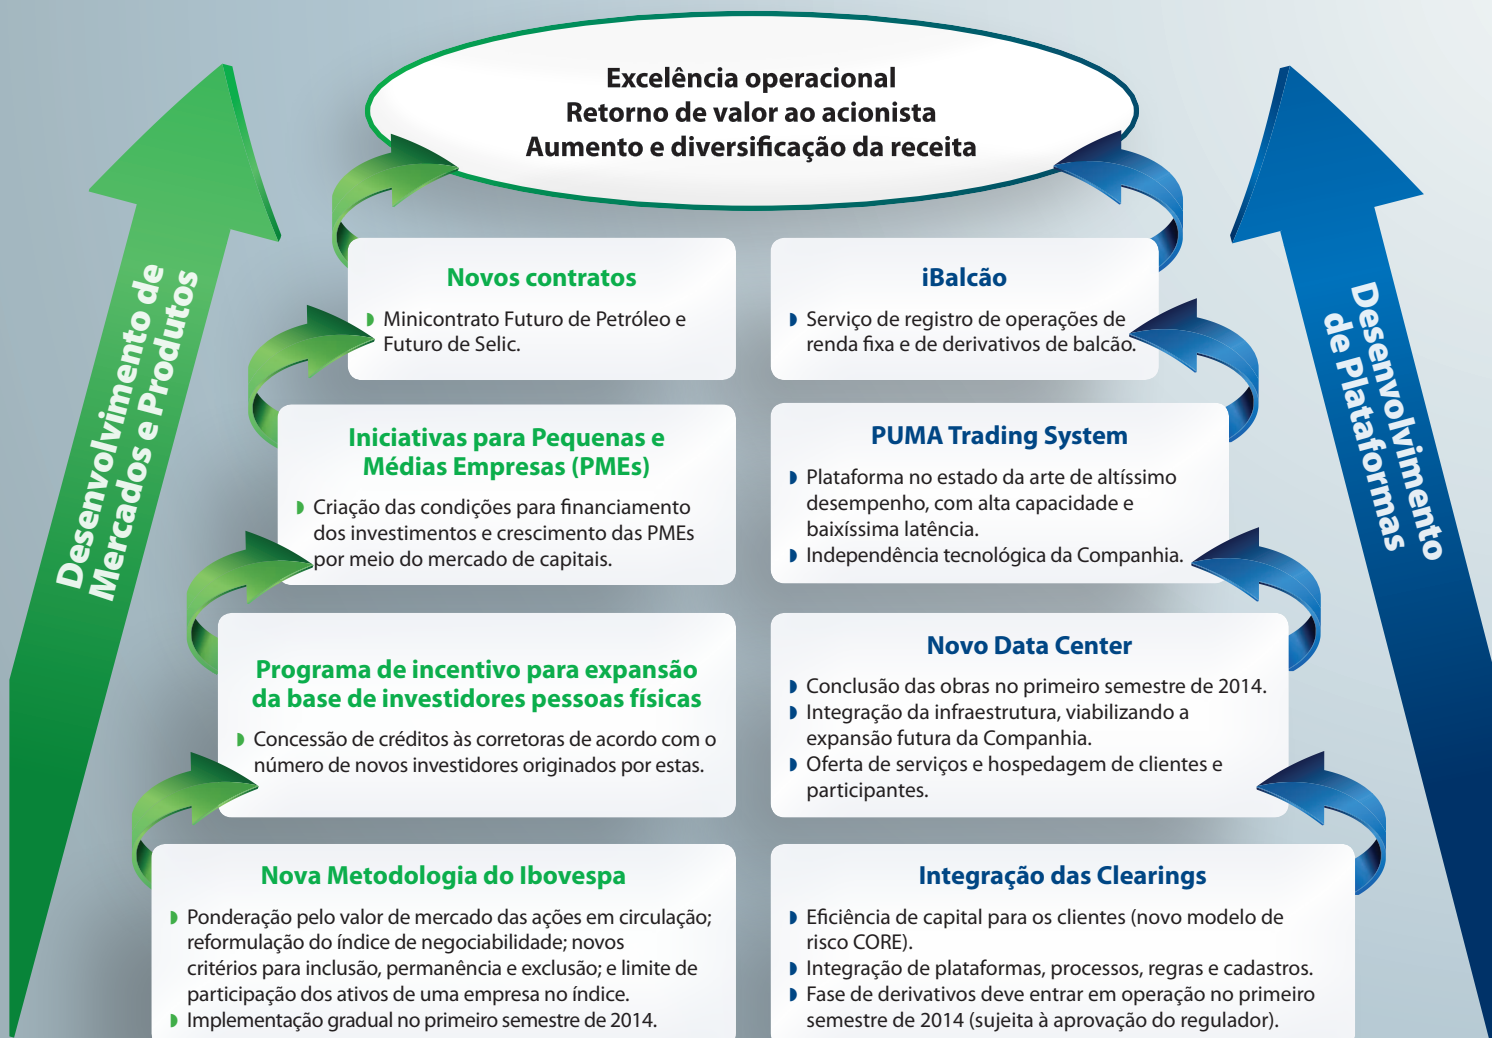 Excelência operacional
Retorno de valor ao acionista
Aumento e diversificação da receita
Desenvolvimento de
Mercados e Produtos
Novos contratos
Minicontrato Futuro de Petróleo e
Futuro de Selic.
Iniciativas para Pequenas e
Médias Empresas (PMEs)
Criação das condições para financiamento
dos investimentos e crescimento das PMEs
por meio do mercado de capitais.
Programa de incentivo para expansão
da base de investidores pessoas físicas
Concessão de créditos às corretoras de acordo com o
número de novos investidores originados por estas.
Nova Metodologia do Ibovespa
Ponderação pelo valor de mercado das ações em circulação;
reformulação do índice de negociabilidade; novos
critérios para inclusão, permanência e exclusão; e limite de
participação dos ativos de uma empresa no índice.
Implementação gradual no primeiro semestre de 2014.
iBalcão
Serviço de registro de operações de
renda fixa e de derivativos de balcão.
PUMA Trading System
Plataforma no estado da arte de altíssimo
desempenho, com alta capacidade e
baixíssima latência.
Independência tecnológica da Companhia.
Novo Data Center
Conclusão das obras no primeiro semestre de 2014.
Integração da infraestrutura, viabilizando a
expansão futura da Companhia.
Oferta de serviços e hospedagem de clientes e
participantes.
Integração das Clearings
Eficiência de capital para os clientes (novo modelo de
risco CORE).
Integração de plataformas, processos, regras e cadastros.
Fase de derivativos deve entrar em operação no primeiro
semestre de 2014 (sujeita à aprovação do regulador).
Desenvolvimento
de Plataformas